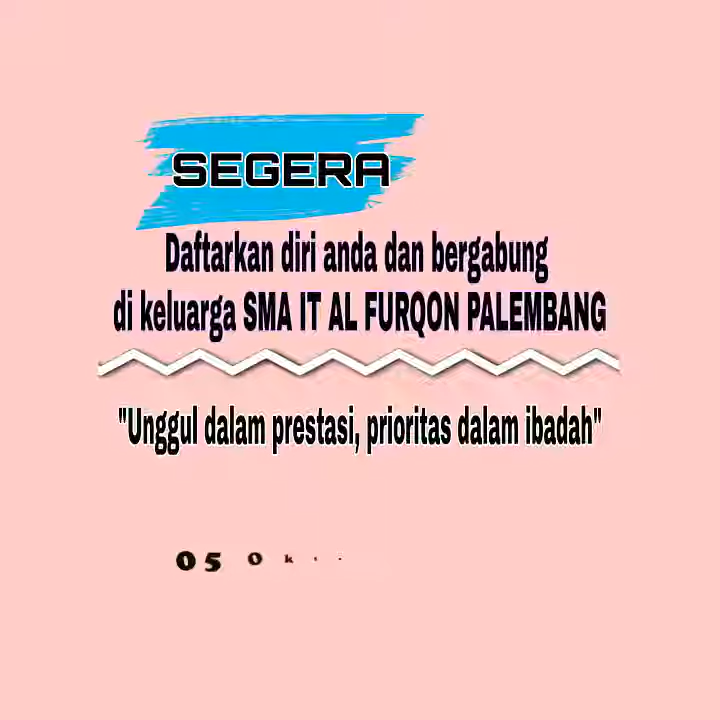 SEGERA
Daftarkan diri anda dan bergabung
di keluarga SMA IT AL FURQON PALEMBANG
"Unggul dalam prestasi, prioritas dalam ibadah"
05 Ok